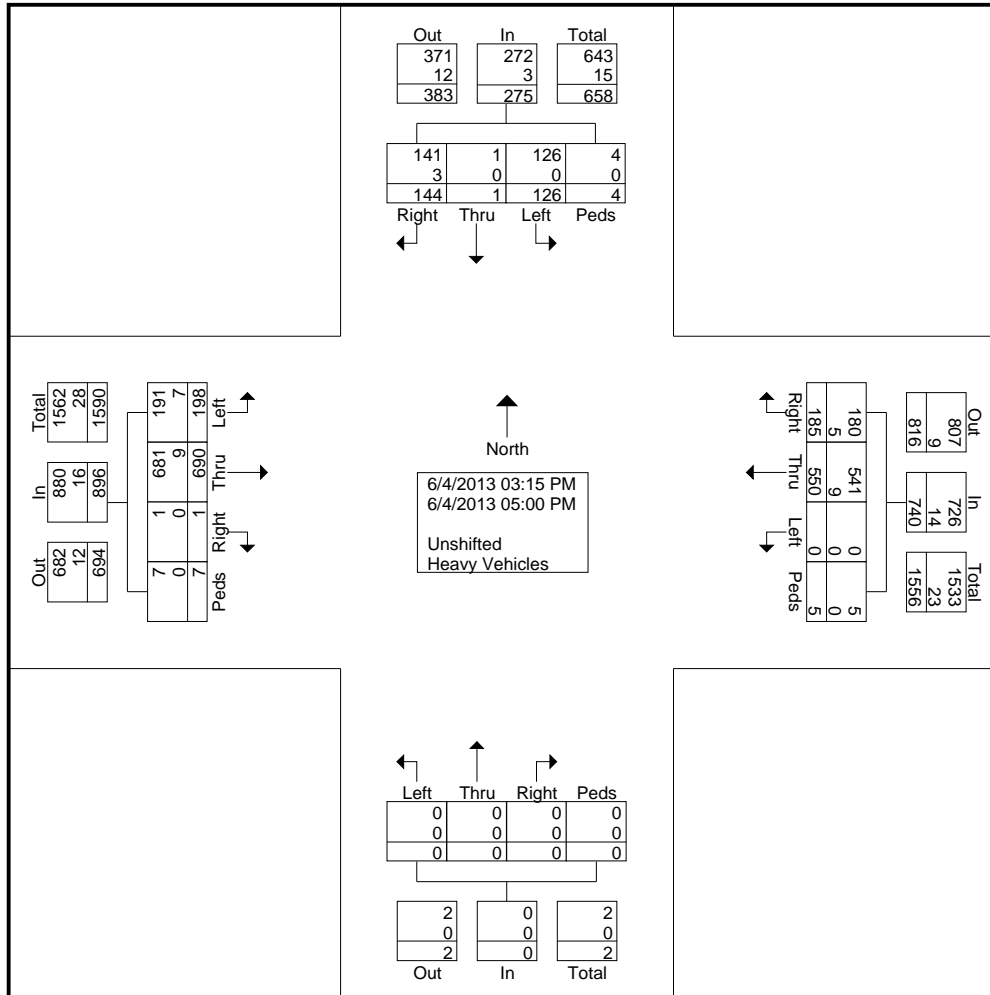 Out In Total
371 272 643
12 3 15
383 275 658
141 1 126 4
3 0 0 0
144 1 126 4
Right Thru Left Peds
Total
1562
28
1590
In
880
16
896
Out
682
12
694
191
7
198
Left
681
9
690
Thru
1
0
1
Right
7
0
7
Peds
North
6/4/2013 03:15 PM
6/4/2013 05:00 PM
Unshifted
Heavy Vehicles
Right
180
5
185
Thru
541
9
550
Left
0
0
0
Peds
5
0
5
Out
807
9
816
In
726
14
740
Total
1533
23
1556
Left Thru Right Peds
0 0 0 0
0 0 0 0
0 0 0 0
2 0 2
0 0 0
2 0 2
Out In Total